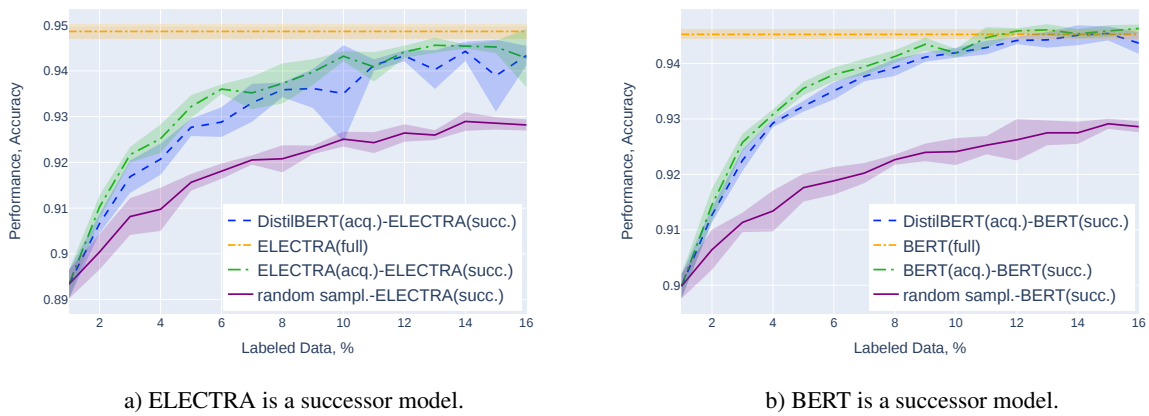 0.95
0.94
0.93
0.92
0.91
0.9
0.89
Performance, Accuracy
2 4 6 8 10 12 14 16
Labeled Data, %
DistilBERT(acq.)-ELECTRA(succ.)
ELECTRA(full)
ELECTRA(acq.)-ELECTRA(succ.)
random sampl.-ELECTRA(succ.)
a) ELECTRA is a successor model.
0.94
0.93
0.92
0.91
0.9
Performance, Accuracy
2 4 6 8 10 12 14 16
Labeled Data, %
DistilBERT(acq.)-BERT(succ.)
BERT(full)
BERT(acq.)-BERT(succ.)
random sampl.-BERT(succ.)
b) BERT is a successor model.